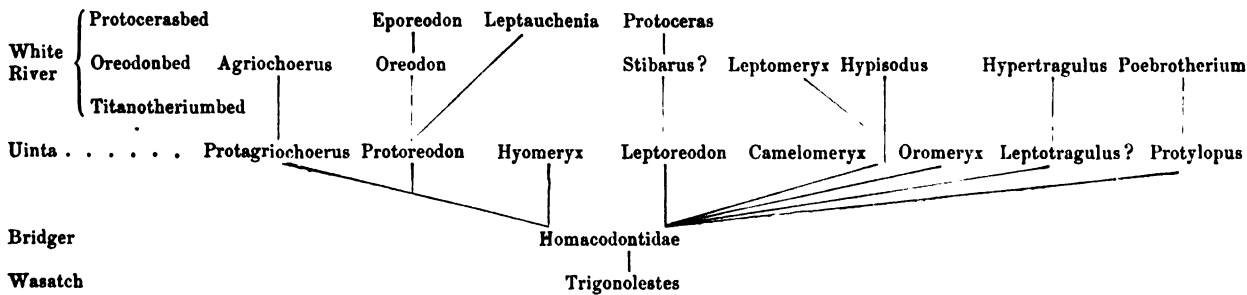 Protocerasbed Eporeodon Leptauchenia Protoceras
White River Oreodonbed Agriochoerus Oreodon Stibarus? Leptomeryx Hypisodus Hypertragulus Poebrotherium
Titanotheriumbed
Uinta . . . . . . Protagriochoerus Protoreodon Hyomeryx Leptoreodon Camelomeryx Oromeryx Leptotragulus? Protylopus
Bridger Homacodontidae
Wasatch Trigonolestes